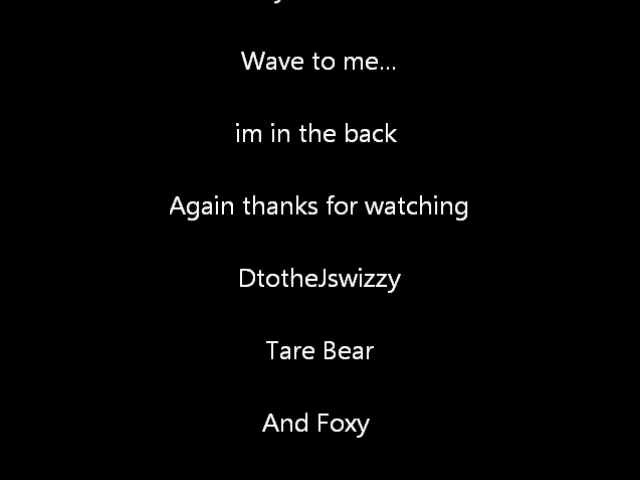 Wave to me...
im in the back
Again thanks for watching
DtotheJswizzy
Tare Bear
And Foxy